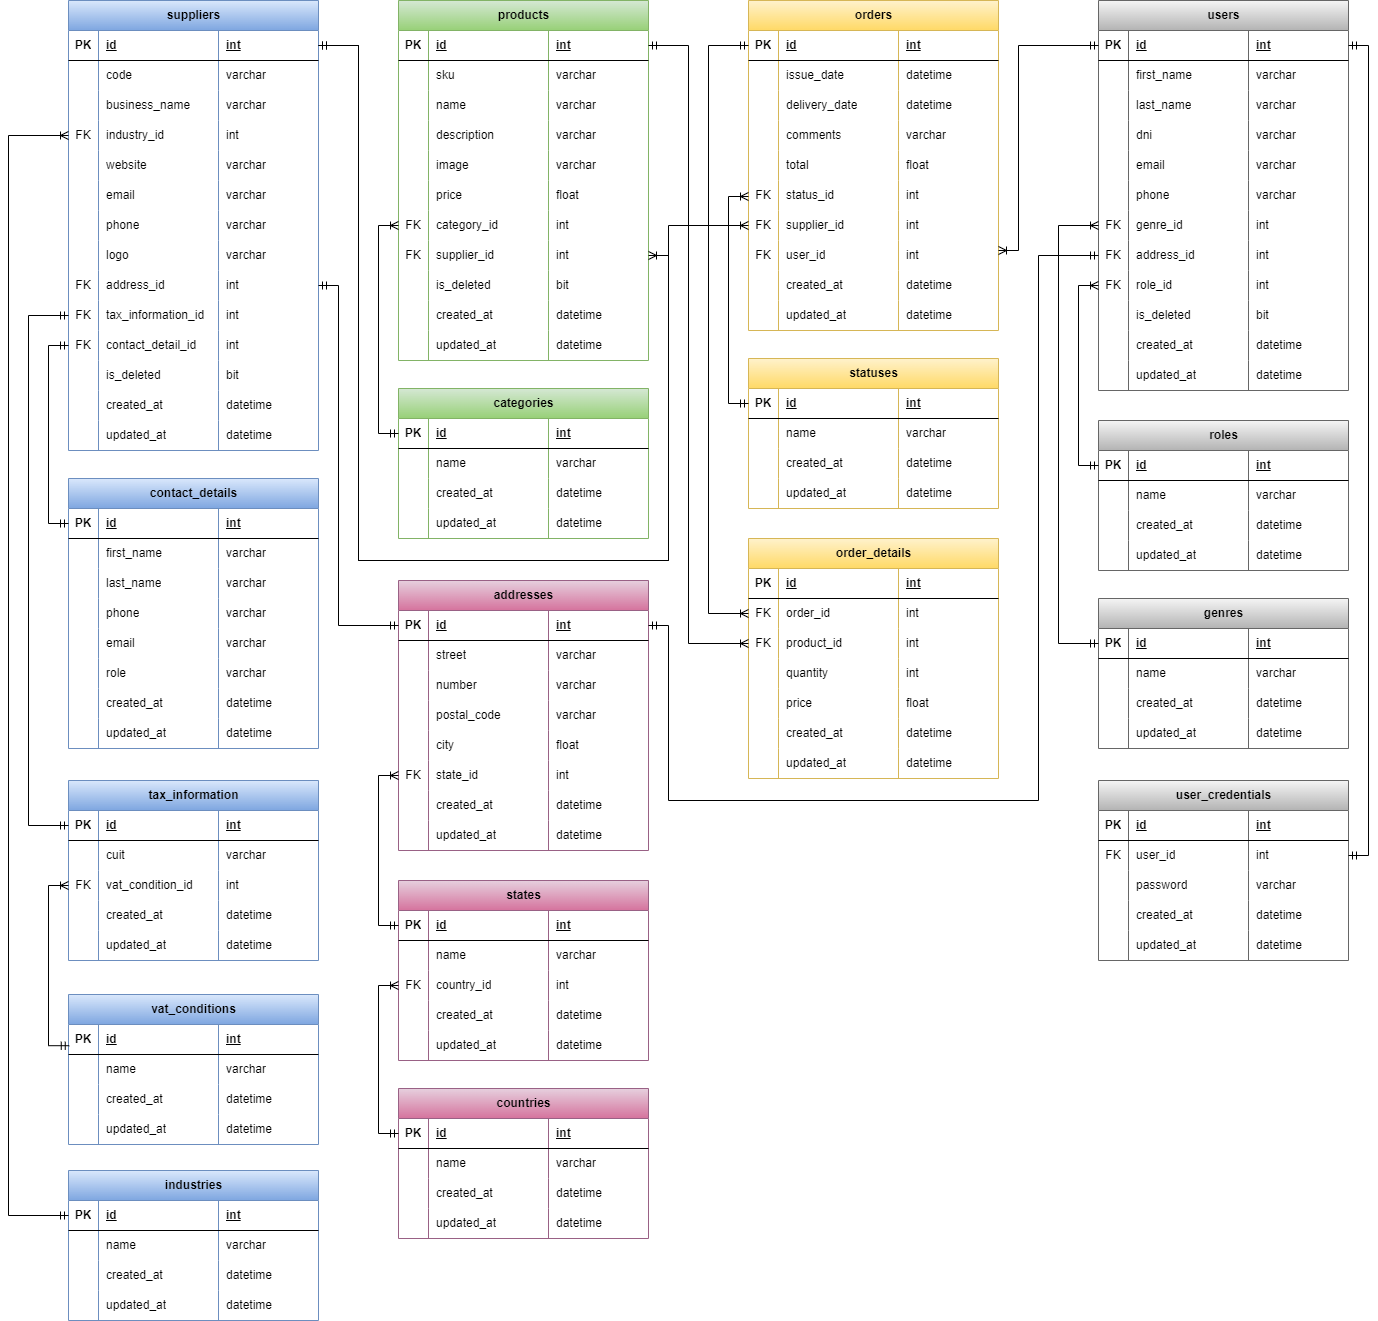 suppliers
PK id int
code varchar
business_name varchar
FK industry_id int
website varchar
email varchar
phone varchar
logo varchar
FK address_id int
FK tax_information_id int
FK contact_detail_id int
is_deleted bit
created_at datetime
updated_at datetime
contact_details
PK id int
first_name varchar
last_name varchar
phone varchar
email varchar
role varchar
created_at datetime
updated_at datetime
tax_information
PK id int
cuit varchar
FK vat_condition_id int
created_at datetime
updated_at datetime
vat_conditions
PK id int
name varchar
created_at datetime
updated_at datetime
industries
PK id int
name varchar
created_at datetime
updated_at datetime
products
PK id int
sku varchar
name varchar
description varchar
image varchar
price float
FK category_id int
FK supplier_id int
is_deleted bit
created_at datetime
updated_at datetime
categories
PK id int
name varchar
created_at datetime
updated_at datetime
addresses
PK id int
street varchar
number varchar
postal_code varchar
city float
FK state_id int
created_at datetime
updated_at datetime
states
PK id int
name varchar
FK country_id int
created_at datetime
updated_at datetime
countries
PK id int
name varchar
created_at datetime
updated_at datetime
orders
PK id int
issue_date datetime
delivery_date datetime
comments varchar
total float
FK status_id int
FK supplier_id int
FK user_id int
created_at datetime
updated_at datetime
statuses
PK id int
name varchar
created_at datetime
updated_at datetime
order_details
PK id int
FK order_id int
FK product_id int
quantity int
price float
created_at datetime
updated_at datetime
users
PK id int
first_name varchar
last_name varchar
dni varchar
email varchar
phone varchar
FK genre_id int
FK address_id int
FK role_id int
is_deleted bit
created_at datetime
updated_at datetime
roles
PK id int
name varchar
created_at datetime
updated_at datetime
genres
PK id int
name varchar
created_at datetime
updated_at datetime
user_credentials
PK id int
FK user_id int
password varchar
created_at datetime
updated_at datetime